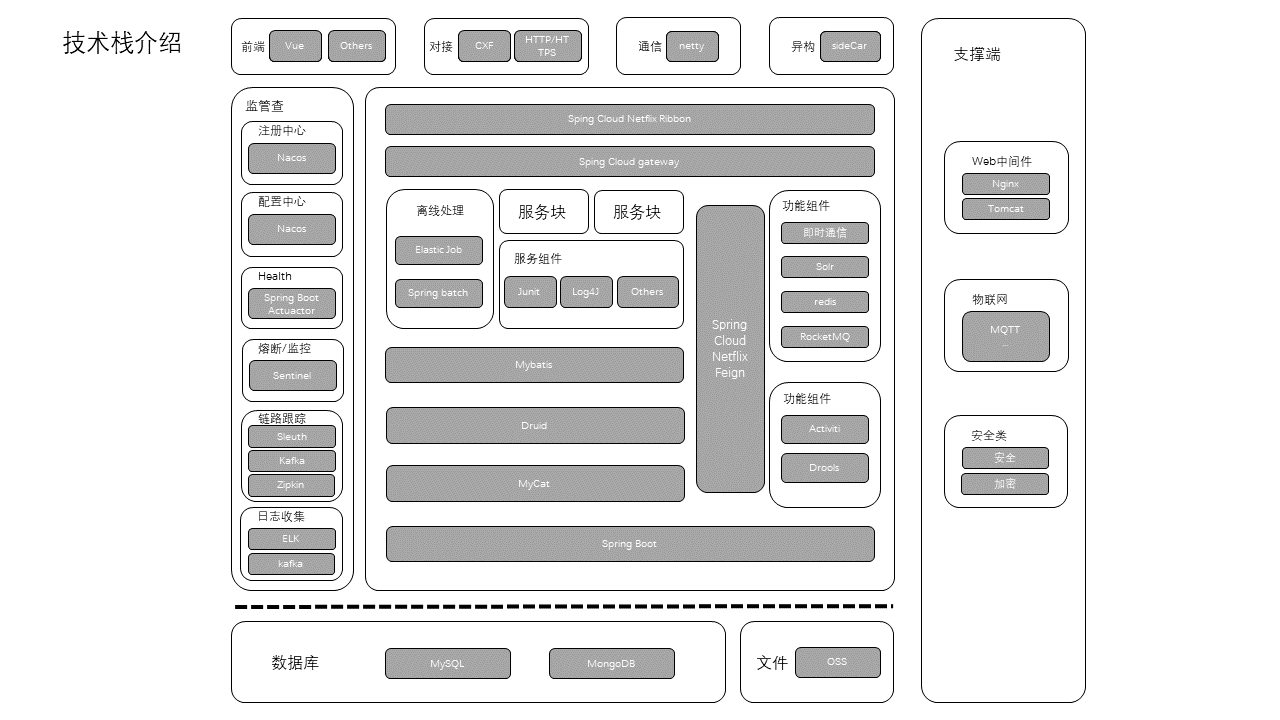 技术栈介绍
前端
Vue
Others
对接
CXF
HTTP/HT
TPS
通信
netty
异构
sideCar
支撑端
监管查
注册中心
Nacos
配置中心
Nacos
Health
Spring Boot
Actuactor
熔断/监控
Sentinel
链路跟踪
Sleuth
Kafka
Zipkin
日志收集
ELK
kafka
Sping Cloud Netflix Ribbon
Sping Cloud gateway
离线处理
Elastic Job
Spring batch
服务块
服务块
服务组件
Junit
Log4J
Others
Mybatis
Druid
MyCat
Spring
Cloud
Netflix
Feign
功能组件
即时通信
Solr
redis
RocketMQ
功能组件
Activiti
Drools
Spring Boot
Web中间件
Nginx
Tomcat
物联网
MQTT
...
安全类
安全
加密
数据库
MySQL
MongoDB
文件
OSS